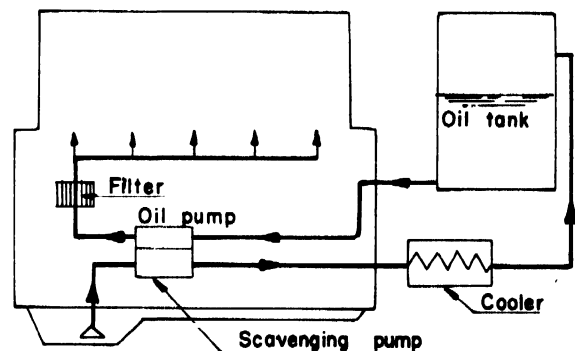 Oil tank
Filter
Oil pump
Cooler
Scavenging pump